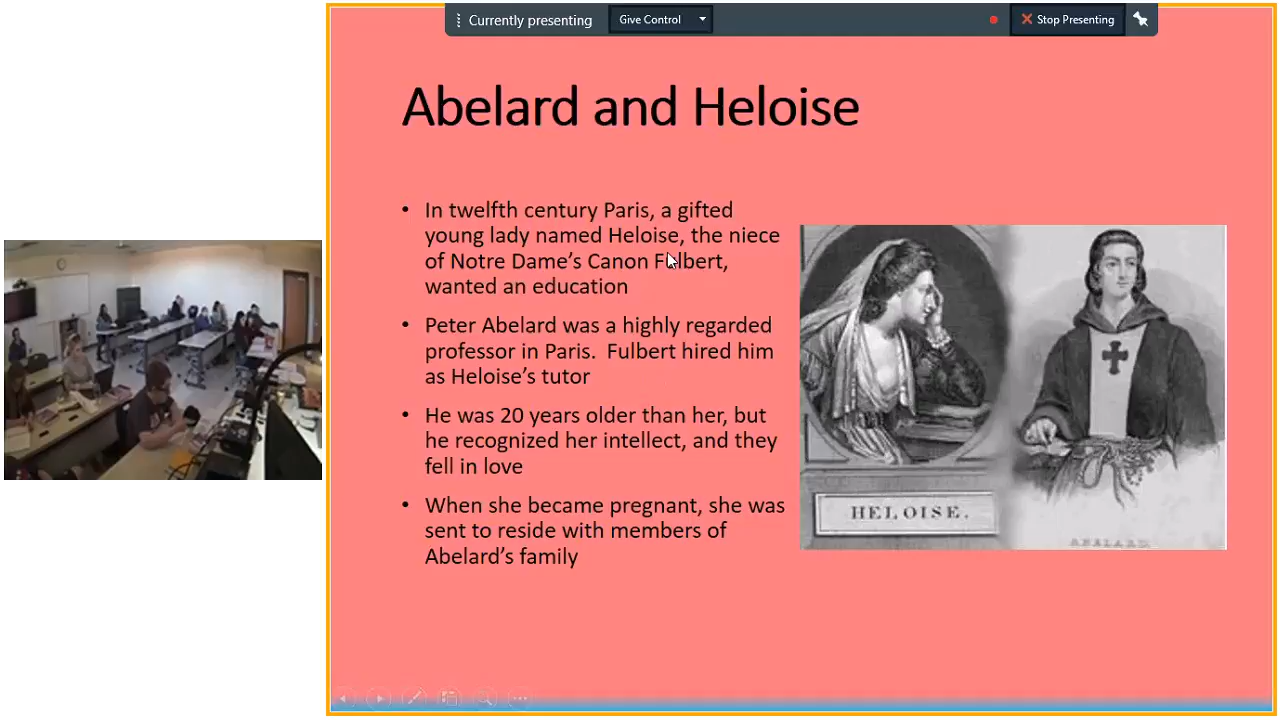 Currently presenting
Give Control
Stop Presenting
Abelard and Heloise
• In twelfth century Paris, a gifted
young lady named Heloise, the niece
of Notre Dame's Canon Fulbert,
wanted an education
• Peter Abelard was a highly regarded
professor in Paris.  Fulbert hired him
as Heloise's tutor
• He was 20 years older than her, but
he recognized her intellect, and they
fell in love
• When she became pregnant, she was
sent to reside with members of
Abelard's family
HELOISE.
ABELARD